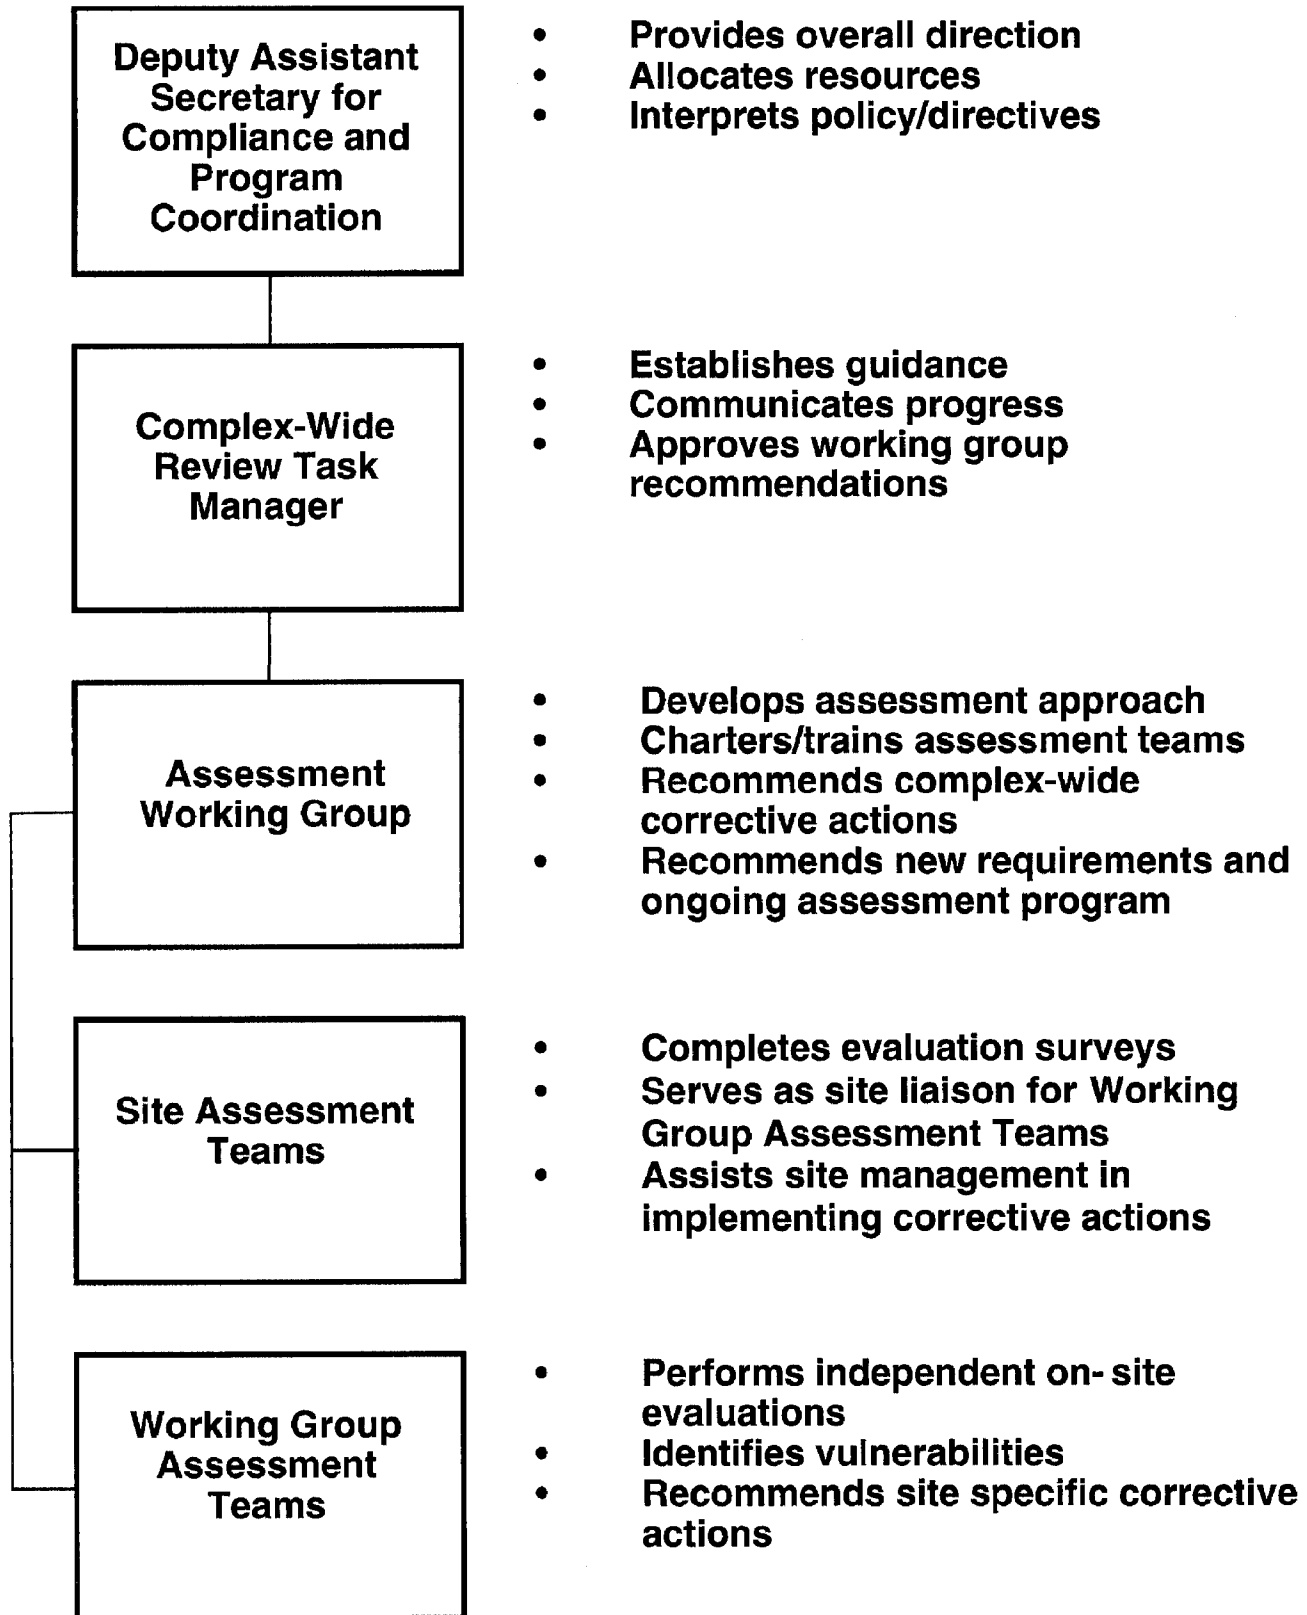 Deputy Assistant
Secretary for
Compliance and
Program
Coordination
• Provides overall direction
• Allocates resources
• Interprets policy/directives
Complex-Wide
Review Task
Manager
• Establishes guidance
• Communicates progress
• Approves working group
recommendations
Assessment
Working Group
• Develops assessment approach
• Charters/trains assessment teams
• Recommends complex-wide
corrective actions
• Recommends new requirements and
ongoing assessment program
Site Assessment
Teams
• Completes evaluation surveys
• Serves as site liaison for Working
Group Assessment Teams
• Assists site management in
implementing corrective actions
Working Group
Assessment
Teams
• Performs independent on- site
evaluations
• Identifies vulnerabilities
• Recommends site specific corrective
actions